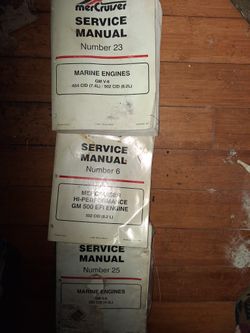 merCruiser
SERVICE
MANUAL
Number 23
MARINE ENGINES
GM V-8
454 CID (7.4L) / 502 CID (8.2L)
SERVICE
MANUAL
Number 6
MERCRUISER
HI-PERFORMANCE
GM 500 EFI ENGINE
502 CID (8.2L)
SERVICE
MANUAL
Number 25
MARINE ENGINES